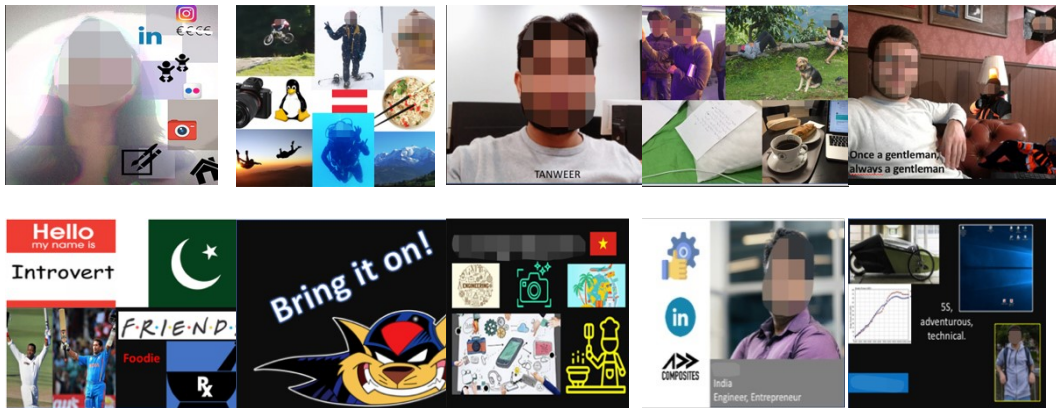 in
€€€€
TANWEER
Once a gentleman,
always a gentleman
Hello
my name is
Introvert
F•R•I•E•N•D•
Foodie
Rx
Bring it on!
ENGINEERING
in
COMPOSITES
India
Engineer, Entrepreneur
5S,
adventurous,
technical.